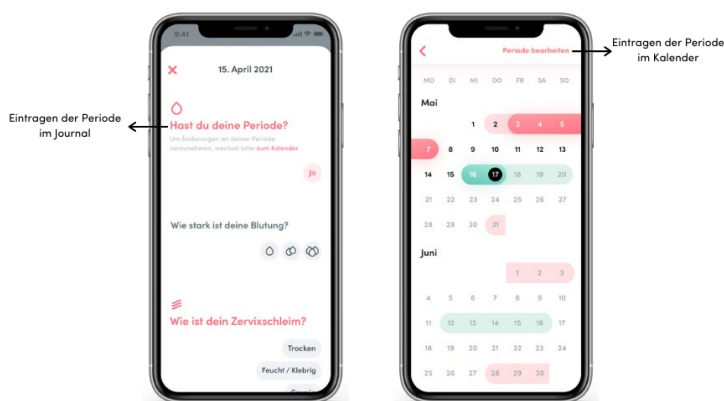 9:41
15. April 2021
Hast du deine Periode?
Um Änderungen an deiner Periode
vorzunehmen, wechsel bitte zum Kalender
Ja
Wie stark ist deine Blutung?
Wie ist dein Zervixschleim?
Trocken
Feucht / Klebrig
Eintragen der Periode
im Journal
Periode bearbeiten
MO DI MI DO FR SA SO
Mai
1 2 3 4 5
7 8 9 10 11 12 13
14 15 16 17 18 19 20
21 22 23 24 25 26 27
28 29 30 31
Juni
1 2 3
4 5 6 7 8 9 10
11 12 13 14 15 16 17
18 19 20 21 22 23 24
25 26 27 28 29 30
Eintragen der Periode
im Kalender